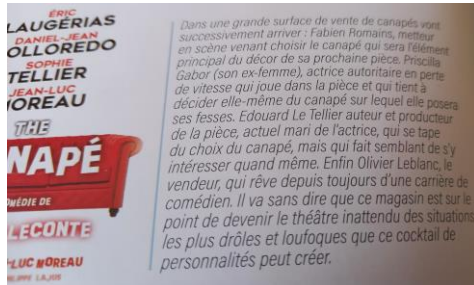 ÉRIC
LAUGÉRIAS
DANIEL-JEAN
OLLOREDO
SOPHIE
TELLIER
JEAN-LUC
MOREAU
THE
NAPÉ
MÉDIE DE
LECONTE
LUC MOREAU
Dans une grande surface de vente de canapés vont
successivement arriver : Fabien Romains, metteur
en scène venant choisir le canapé qui sera l'élément
principal du décor de sa prochaine pièce. Priscilla
Gabor (son ex-femme), actrice autoritaire en perte
de vitesse qui joue dans la pièce et qui tient à
décider elle-même du canapé sur lequel elle posera
ses fesses. Edouard Le Tellier auteur et producteur
de la pièce, actuel mari de l'actrice, qui se tape
du choix du canapé, mais qui fait semblant de s'y
intéresser quand même. Enfin Olivier Leblanc, le
vendeur, qui rêve depuis toujours d'une carrière de
comédien. Il va sans dire que ce magasin est sur le
point de devenir le théâtre inattendu des situations
les plus drôles et loufoques que ce cocktail de
personnalités peut créer.